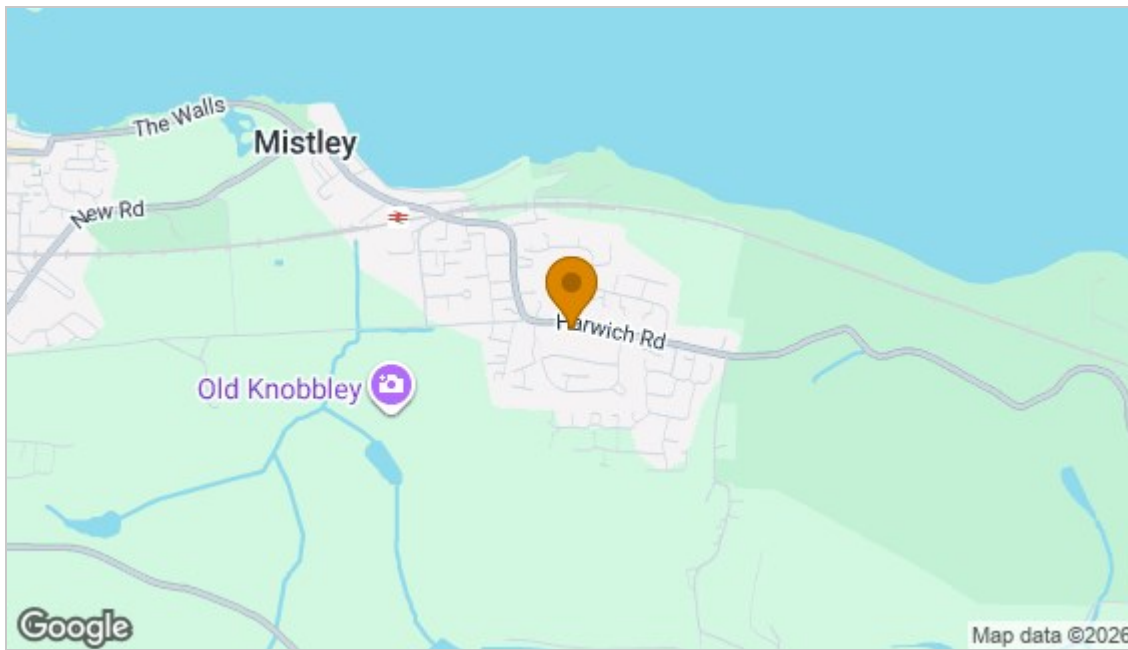 The Walls
Mistley
New Rd
Harwich Rd
Old Knobbley
Google
Map data ©2026